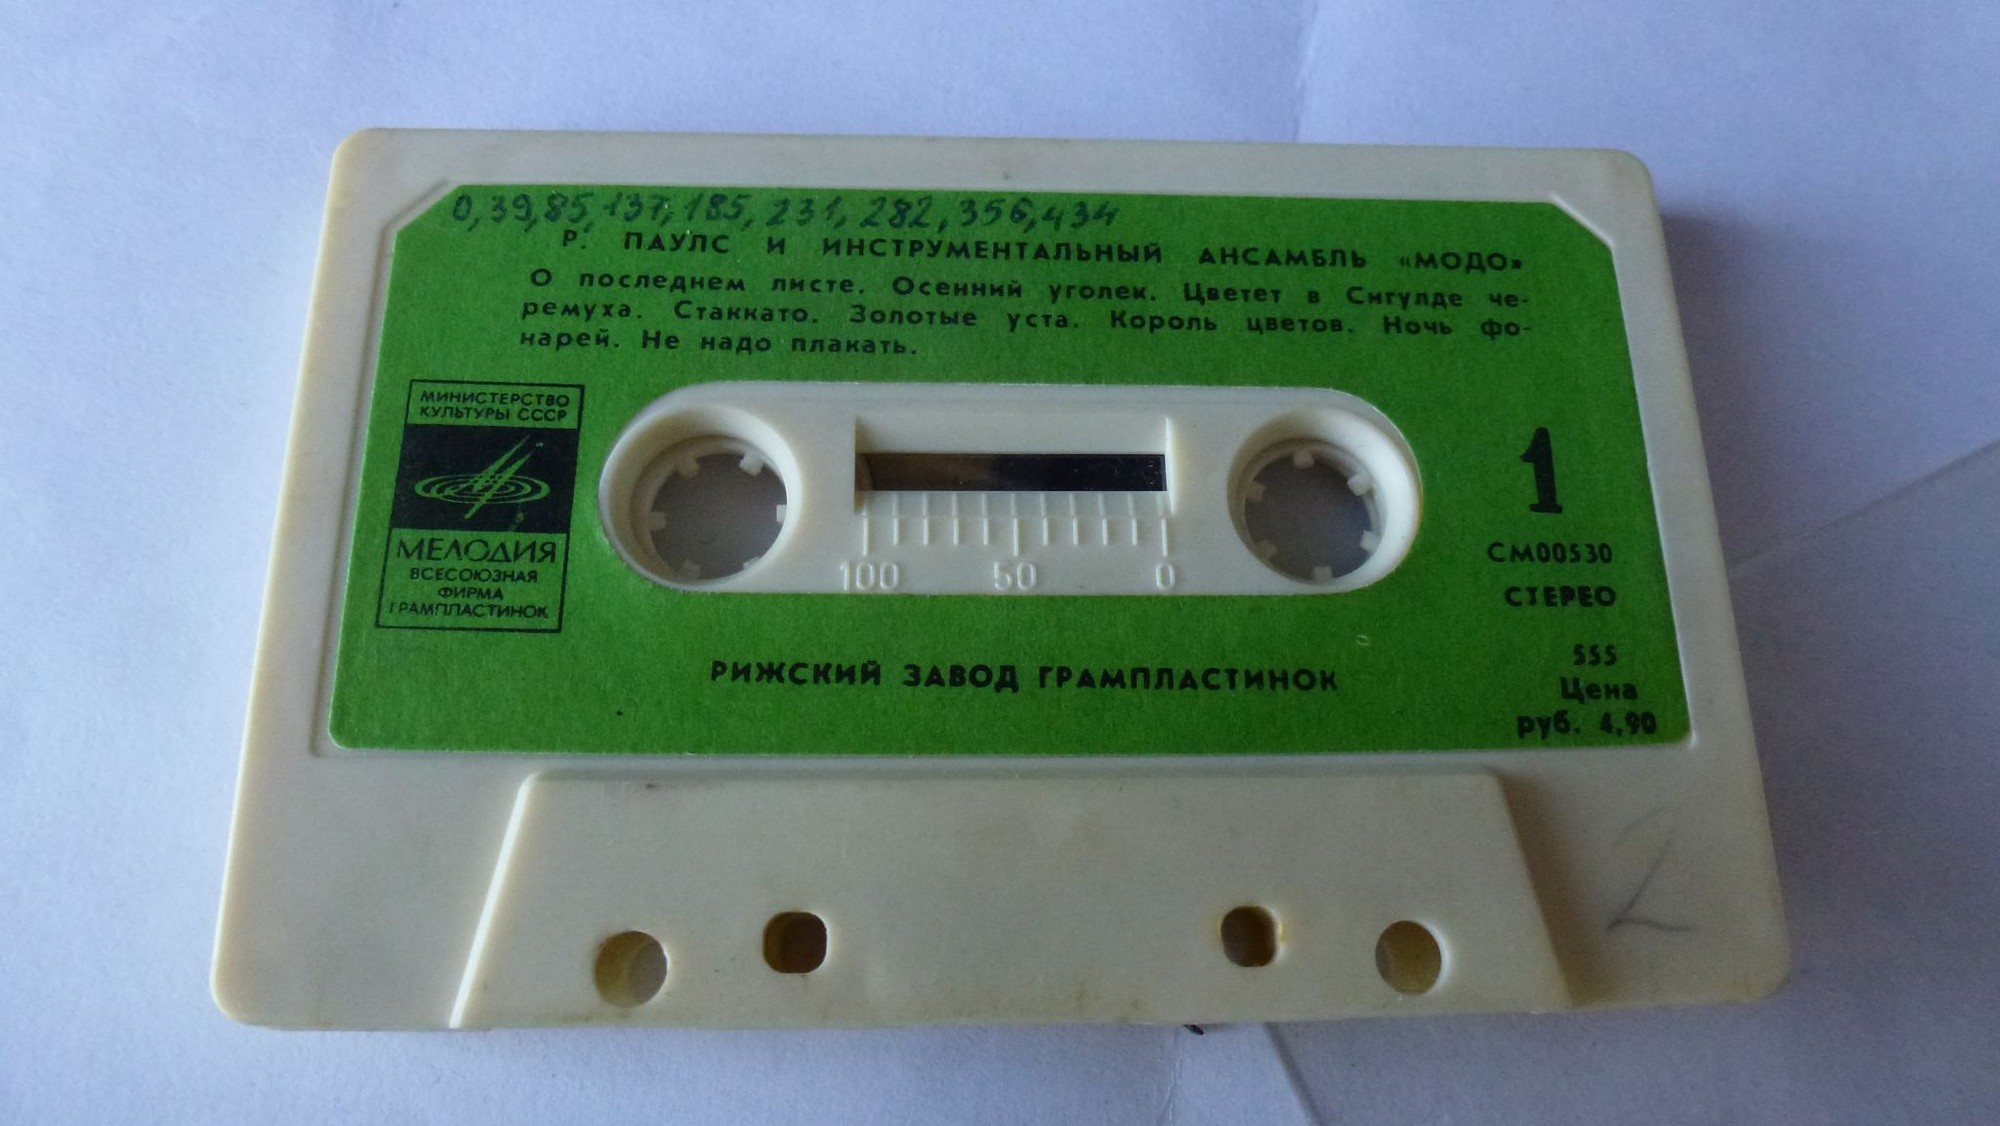 0, 39, 85, 137, 185, 231, 282, 356, 434
Р. ПАУЛС И ИНСТРУМЕНТАЛЬНЫЙ АНСАМБЛЬ «МОДО»
О последнем листе. Осенний уголек. Цветет в Сигулде че-
ремуха. Стаккато. Золотые уста. Король цветов. Ночь фо-
нарей. Не надо плакать.
МИНИСТЕРСТВО
КУЛЬТУРЫ СССР
МЕЛОДИЯ
ВСЕСОЮЗНАЯ
ФИРМА
ГРАМПЛАСТИНОК
100 50 0
1
СМ00530
СТЕРЕО
555
Цена
руб. 4,90
РИЖСКИЙ ЗАВОД ГРАМПЛАСТИНОК
2